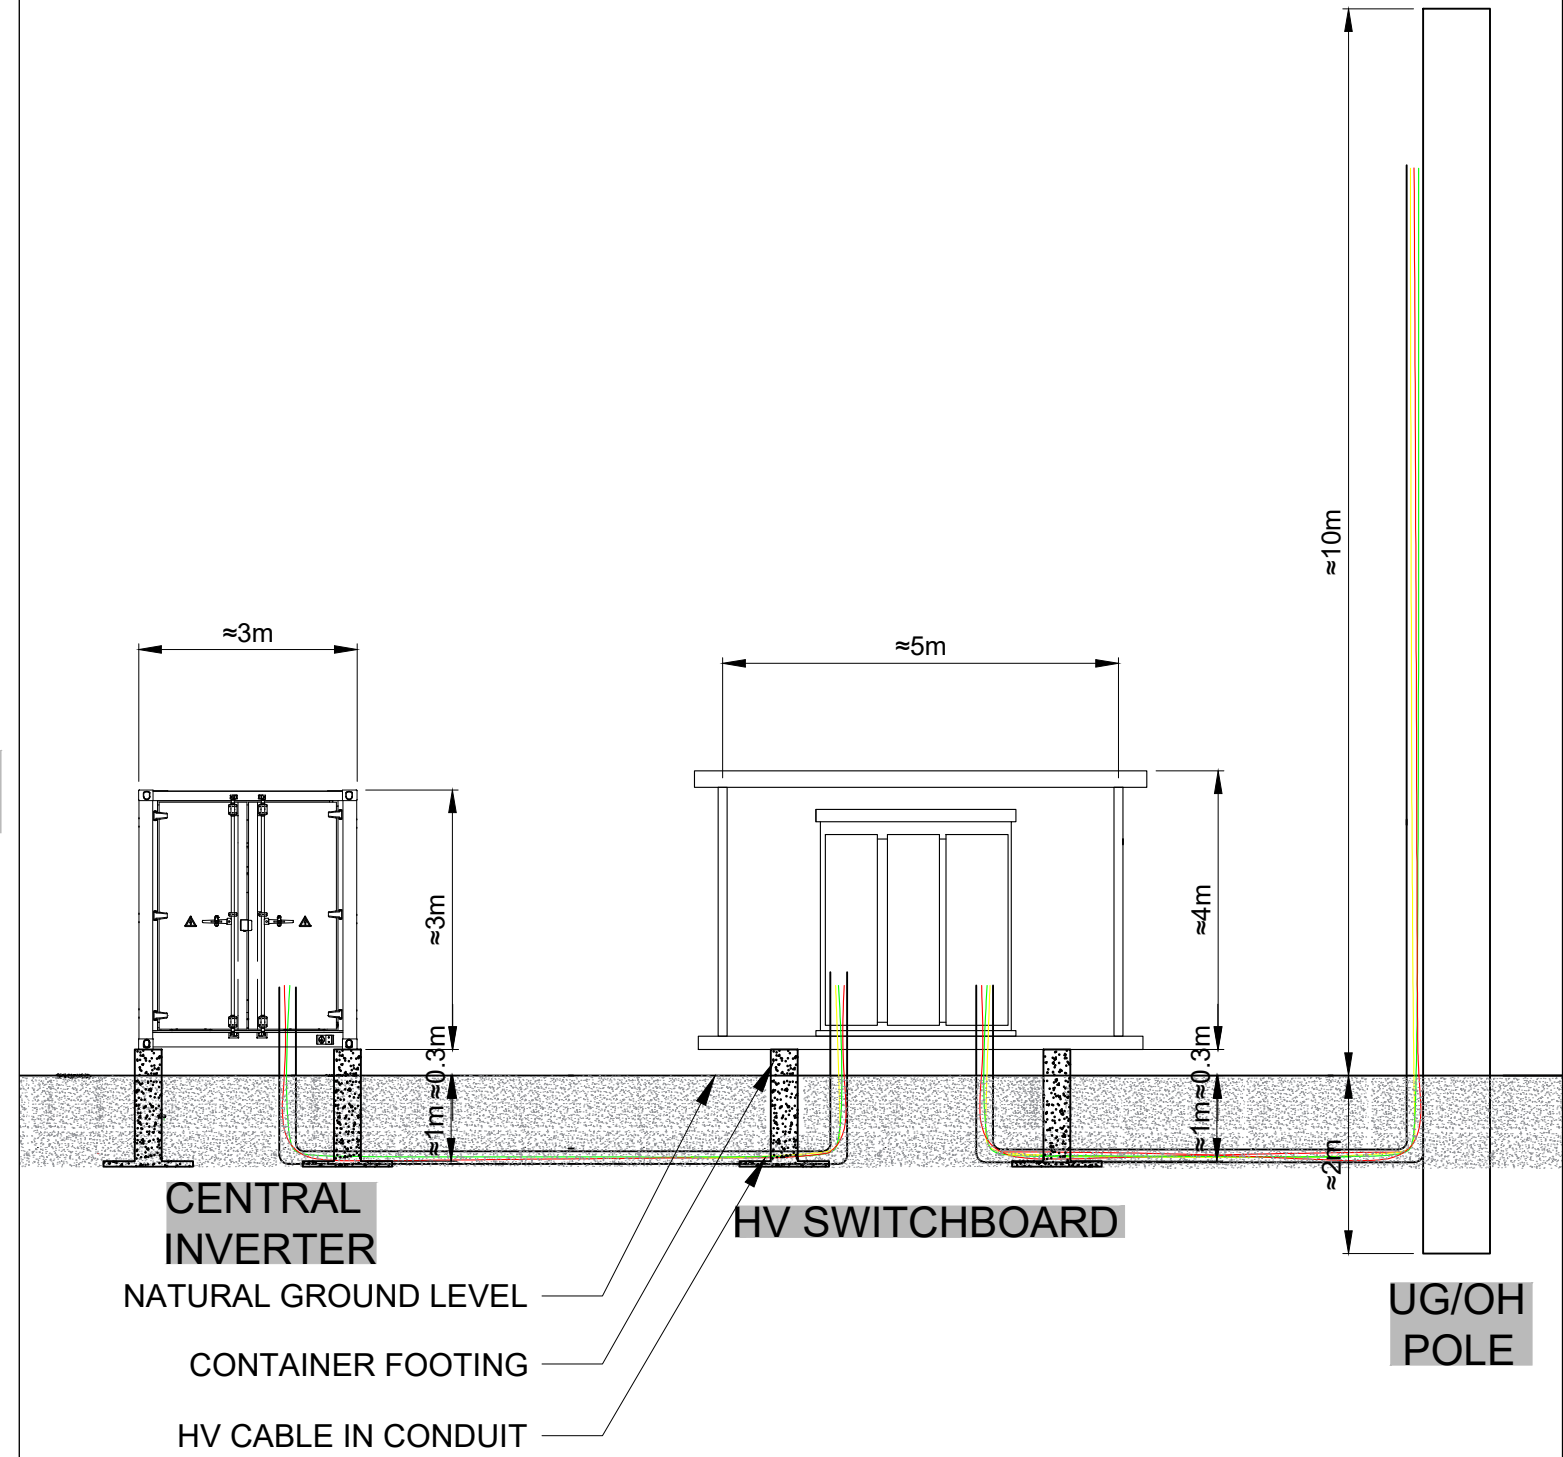 ≈10m
≈3m
≈5m
≈3m
≈4m
≈0.3m
≈1m
≈0.3m
≈1m
≈2m
CENTRAL
INVERTER
HV SWITCHBOARD
NATURAL GROUND LEVEL
CONTAINER FOOTING
HV CABLE IN CONDUIT
UG/OH
POLE